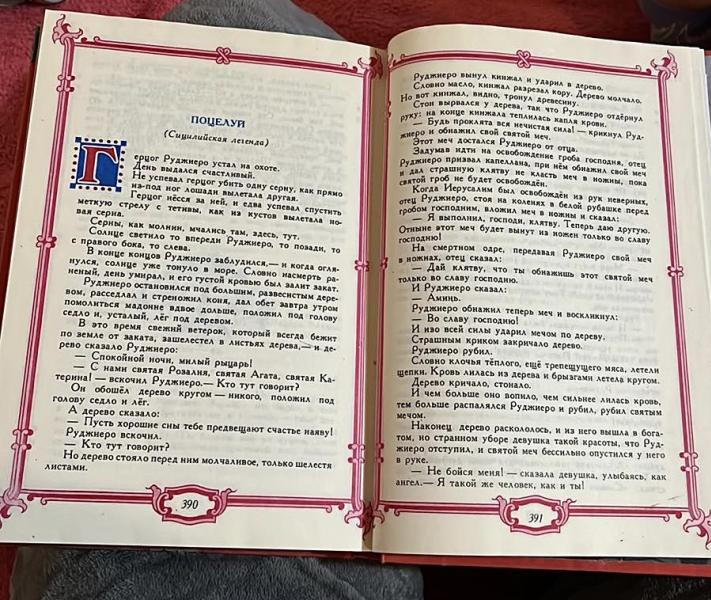 ПОЦЕЛУЙ
(Сицилийская легенда)
Герцог Руджиеро устал на охоте.
День выдался счастливый.
Не успевал герцог убить одну серну, как прямо
из-под ног лошади вылетала другая.
Герцог нёсся за ней, и едва успевал спустить
меткую стрелу с тетивы, как из кустов вылетала но-
вая серна.
Серны, как молнии, мчались там, здесь, тут.
Солнце светило то впереди Руджиеро, то позади, то
с правого бока, то слева.
В конце концов Руджиеро заблудился,— и когда огля-
нулся, солнце уже тонуло в море. Словно насмерть ра-
неный, день умирал, и его густой кровью был залит закат.
Руджиеро остановился под большим, развесистым дере-
вом, расседлал и стреножил коня, дал обет завтра утром
помолиться мадонне вдвое дольше, положил под голову
седло и, усталый, лёг под деревом.
В это время свежий ветерок, который всегда бежит
по земле от заката, зашелестел в листьях дерева,— и де-
рево сказало Руджиеро:
— Спокойной ночи, милый рыцарь!
— С нами святая Розалия, святая Агата, святая Ка-
терина! — вскочил Руджиеро.— Кто тут говорит?
Он обошёл дерево кругом — никого, положил под
голову седло и лёг.
А дерево сказало:
— Пусть хорошие сны тебе предвещают счастье наяву!
Руджиеро вскочил.
— Кто тут говорит?
Но дерево стояло перед ним молчаливое, только шелестя
листами.
390
Руджиеро вынул кинжал и ударил в дерево.
Словно масло, кинжал разрезал кору. Дерево молчало.
Но вот кинжал, видно, тронул древесину.
Стон вырвался у дерева, так что Руджиеро отдёрнул
руку: на конце кинжала теплилась капля крови.
— Будь проклята вся нечистая сила! — крикнул Руд-
жиеро и обнажил свой святой меч.
Этот меч достался Руджиеро от отца.
Задумав идти на освобождение гроба господня, отец
Руджиеро призвал капеллана, при нём обнажил свой меч
и дал страшную клятву не класть меч в ножны, пока
святой гроб не будет освобождён.
Когда Иерусалим был освобождён из рук неверных,
отец Руджиеро, стоя на коленях в белой рубашке перед
гробом господним, вложил меч в ножны и сказал:
— Я выполнил, господи, клятву. Теперь даю другую.
Отныне этот меч будет вынут из ножен только во славу
господню!
На смертном одре, передавая Руджиеро свой меч
в ножнах, отец сказал:
— Дай клятву, что ты обнажишь этот святой меч
только во славу господню.
И Руджиеро сказал:
— Аминь.
Руджиеро обнажил теперь меч и воскликнул:
— Во славу господню!
И изо всей силы ударил мечом по дереву.
Страшным криком закричало дерево.
Руджиеро рубил.
Словно клочья тёплого, ещё трепещущего мяса, летели
щепки. Кровь лилась из дерева и брызгами летела кругом.
Дерево кричало, стонало.
И чем больше оно вопило, чем сильнее лилась кровь,
тем больше распалялся Руджиеро и рубил, рубил святым
мечом.
Наконец дерево раскололось, и из него вышла в бога-
том, но странном уборе девушка такой красоты, что Руд-
жиеро отступил, и святой меч бессильно опустился у него
в руке.
— Не бойся меня! — сказала девушка, улыбаясь, как
ангел.— Я такой же человек, как и ты!
391